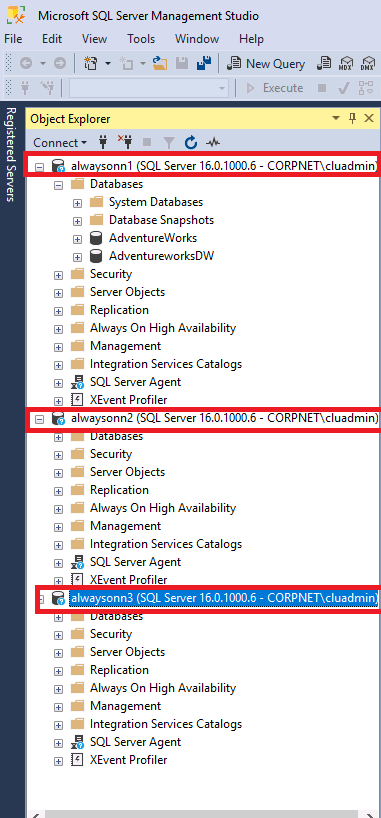 Microsoft SQL Server Management Studio
File Edit View Tools Window Help
New Query MDX DMX
Execute
Registered Servers
Object Explorer
Connect
alwaysonn1 (SQL Server 16.0.1000.6 - CORPNET\cluadmin)
Databases
System Databases
Database Snapshots
AdventureWorks
AdventureworksDW
Security
Server Objects
Replication
Always On High Availability
Management
Integration Services Catalogs
SQL Server Agent
XEvent Profiler
alwaysonn2 (SQL Server 16.0.1000.6 - CORPNET\cluadmin)
Databases
Security
Server Objects
Replication
Always On High Availability
Management
Integration Services Catalogs
SQL Server Agent
XEvent Profiler
alwaysonn3 (SQL Server 16.0.1000.6 - CORPNET\cluadmin)
Databases
Security
Server Objects
Replication
Always On High Availability
Management
Integration Services Catalogs
SQL Server Agent
XEvent Profiler